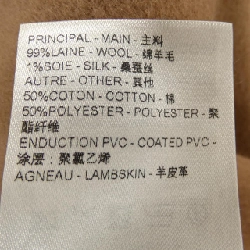 PRINCIPAL - MAIN - 主料
99%LAINE - WOOL - 绵羊毛
1%SOIE - SILK - 桑蚕丝
AUTRE - OTHER - 其他
50%COTON - COTTON - 棉
50%POLYESTER - POLYESTER - 聚
酯纤维
ENDUCTION PVC - COATED PVC -
涂层：聚氯乙烯
AGNEAU - LAMBSKIN - 羊皮革